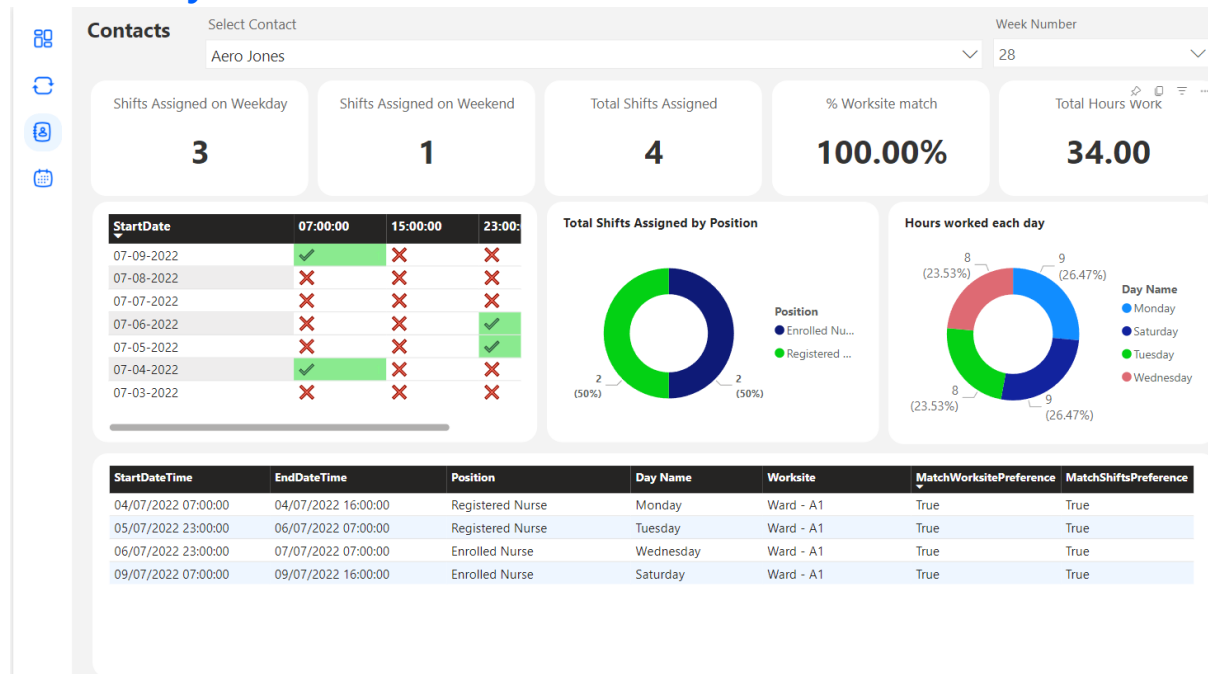 Contacts
Select Contact
Week Number
Aero Jones
28
Shifts Assigned on Weekday
Shifts Assigned on Weekend
Total Shifts Assigned
% Worksite match
Total Hours Work
3
1
4
100.00%
34.00
StartDate 07:00:00 15:00:00 23:00:
07-09-2022
07-08-2022
07-07-2022
07-06-2022
07-05-2022
07-04-2022
07-03-2022
Total Shifts Assigned by Position
2
(50%)
2
(50%)
Position
Enrolled Nu...
Registered ...
Hours worked each day
8
(23.53%)
9
(26.47%)
8
(23.53%)
9
(26.47%)
Day Name
Monday
Saturday
Tuesday
Wednesday
StartDateTime EndDateTime Position Day Name Worksite MatchWorksitePreference MatchShiftsPreference
04/07/2022 07:00:00 04/07/2022 16:00:00 Registered Nurse Monday Ward - A1 True True
05/07/2022 23:00:00 06/07/2022 07:00:00 Registered Nurse Tuesday Ward - A1 True True
06/07/2022 23:00:00 07/07/2022 07:00:00 Enrolled Nurse Wednesday Ward - A1 True True
09/07/2022 07:00:00 09/07/2022 16:00:00 Enrolled Nurse Saturday Ward - A1 True True